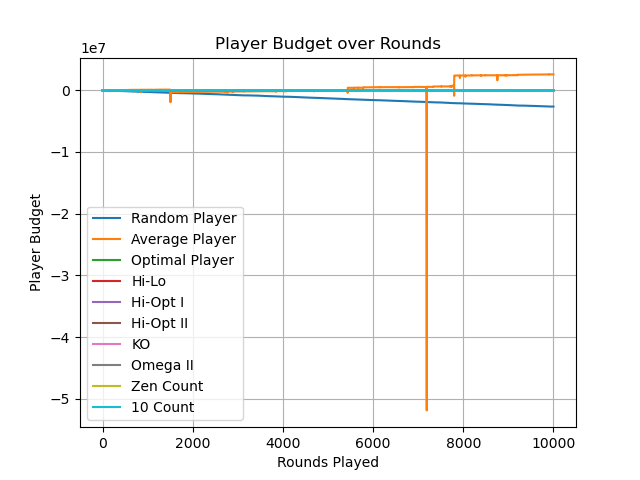 Player Budget over Rounds
1e7
0
−1
−2
−3
−4
−5
Player Budget
Random Player
Average Player
Optimal Player
Hi-Lo
Hi-Opt I
Hi-Opt II
KO
Omega II
Zen Count
10 Count
0 2000 4000 6000 8000 10000
Rounds Played